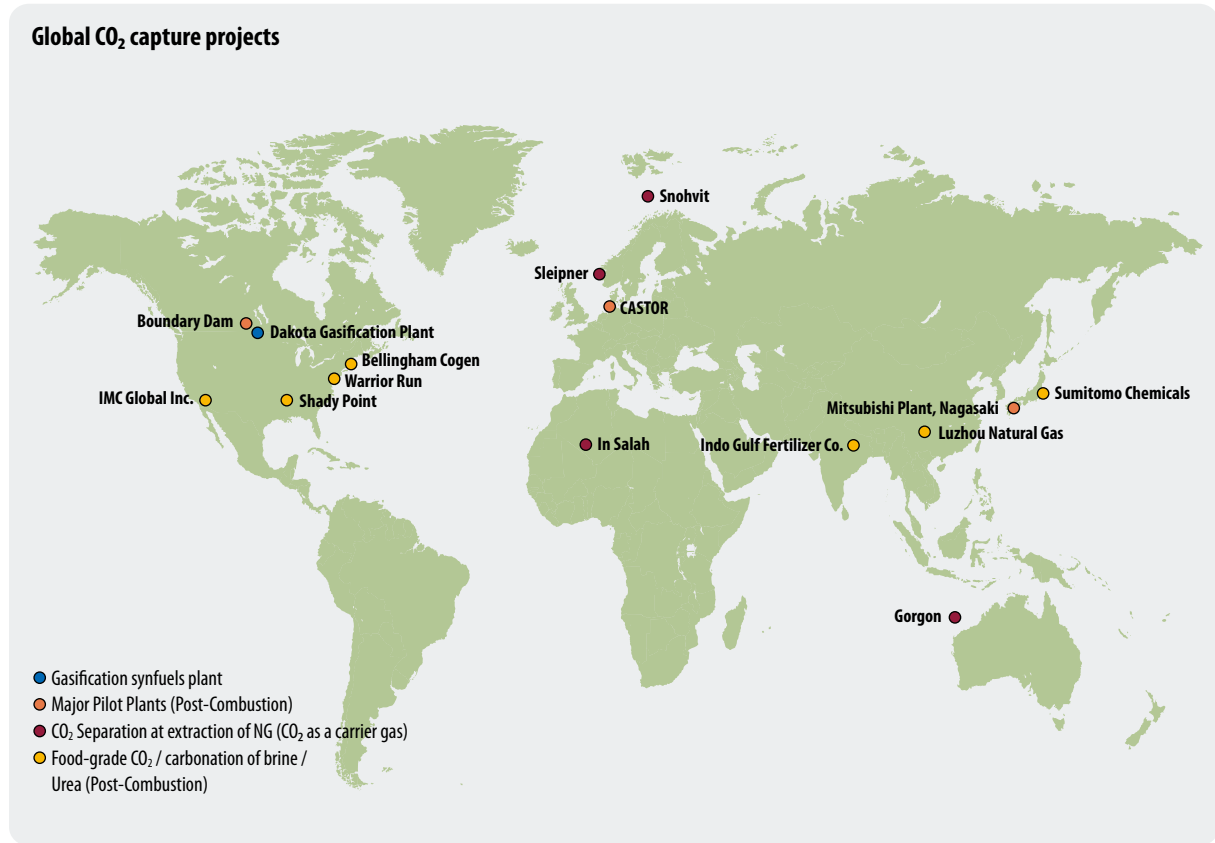 Global CO₂ capture projects
Snohvit
Sleipner
CASTOR
Boundary Dam
Dakota Gasification Plant
Bellingham Cogen
Warrior Run
IMC Global Inc.
Shady Point
Sumitomo Chemicals
Mitsubishi Plant, Nagasaki
Luzhou Natural Gas
In Salah
Indo Gulf Fertilizer Co.
Gorgon
Gasification synfuels plant
Major Pilot Plants (Post-Combustion)
CO₂ Separation at extraction of NG (CO₂ as a carrier gas)
Food-grade CO₂ / carbonation of brine /
Urea (Post-Combustion)